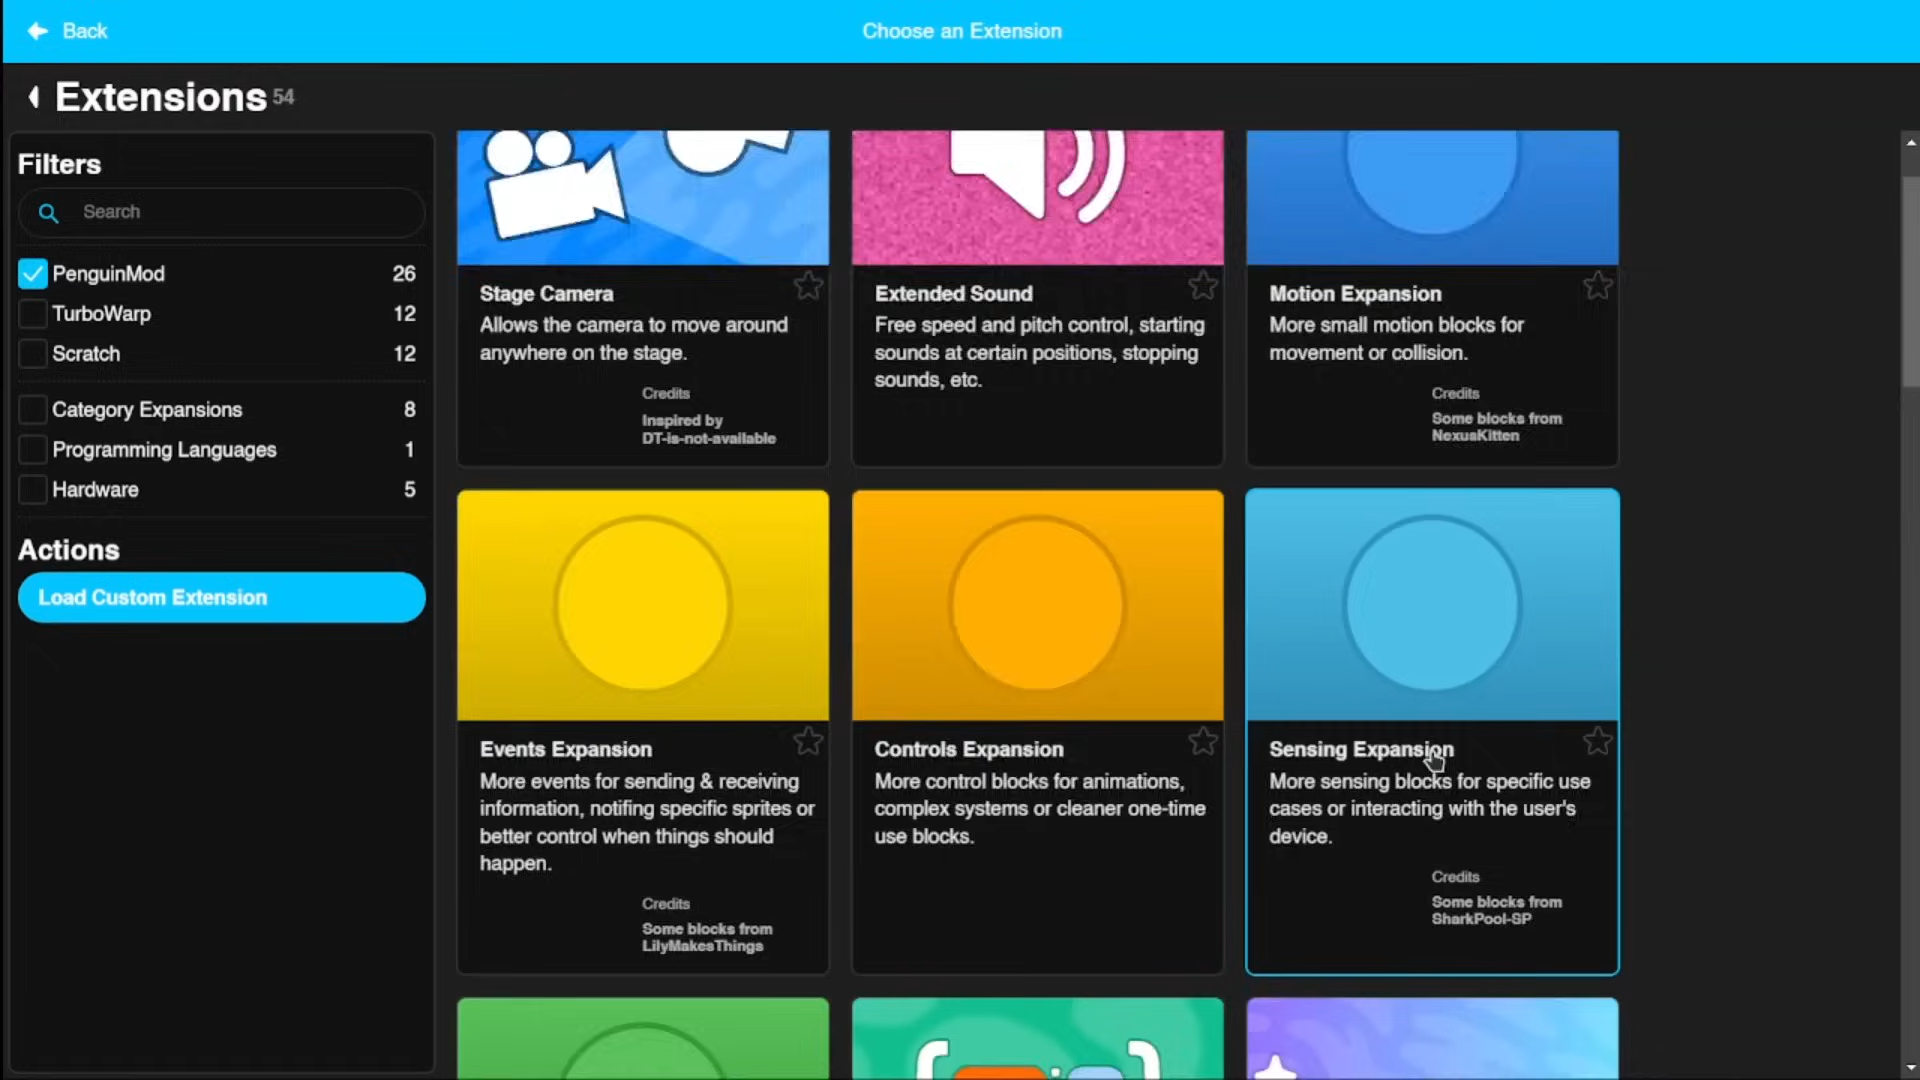 Back
Choose an Extension
Extensions 54
Filters
Search
PenguinMod 26
TurboWarp 12
Scratch 12
Category Expansions 8
Programming Languages 1
Hardware 5
Actions
Load Custom Extension
Stage Camera
Allows the camera to move around
anywhere on the stage.
Credits
Inspired by
DT-is-not-available
Extended Sound
Free speed and pitch control, starting
sounds at certain positions, stopping
sounds, etc.
Motion Expansion
More small motion blocks for
movement or collision.
Credits
Some blocks from
NexusKitten
Events Expansion
More events for sending & receiving
information, notifing specific sprites or
better control when things should
happen.
Credits
Some blocks from
LilyMakesThings
Controls Expansion
More control blocks for animations,
complex systems or cleaner one-time
use blocks.
Sensing Expansion
More sensing blocks for specific use
cases or interacting with the user's
device.
Credits
Some blocks from
SharkPool-SP